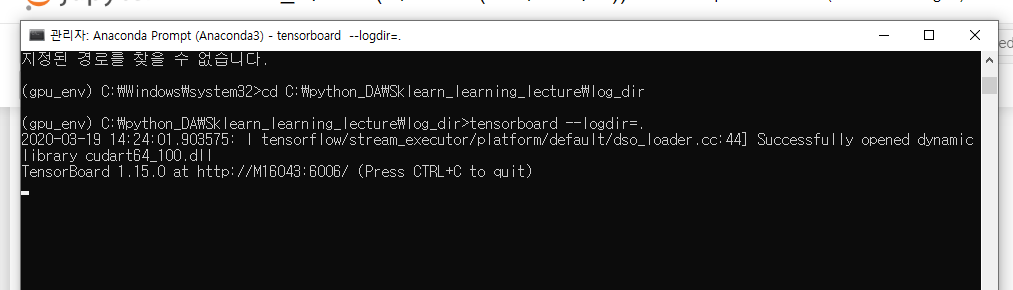 관리자: Anaconda Prompt (Anaconda3) - tensorboard  --logdir=.
지정된 경로를 찾을 수 없습니다.
(gpu_env) C:\Windows\system32>cd C:\python_DA\Sklearn_learning_lecture\log_dir
(gpu_env) C:\python_DA\Sklearn_learning_lecture\log_dir>tensorboard --logdir=.
2020-03-19 14:24:01.903575: I tensorflow/stream_executor/platform/default/dso_loader.cc:44] Successfully opened dynamic
library cudart64_100.dll
TensorBoard 1.15.0 at http://M16043:6006/ (Press CTRL+C to quit)